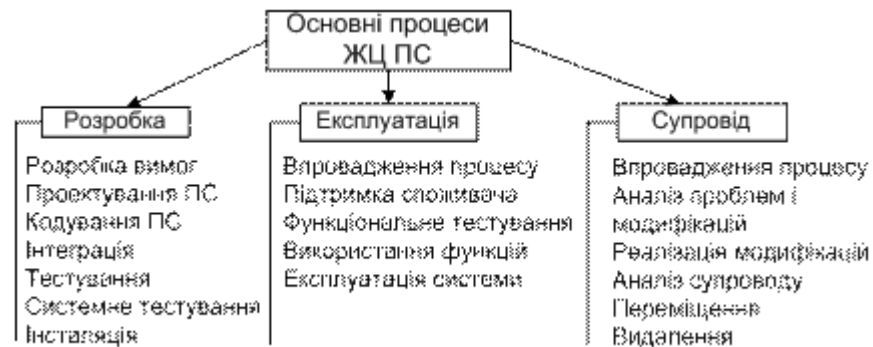 Основні процеси
ЖЦ ПС
Розробка
Розробка вимог
Проектування ПС
Кодування ПС
Інтеграція
Тестування
Системне тестування
Інсталяція
Експлуатація
Впровадження процесу
Підтримка споживача
Функціональне тестування
Використання функцій
Експлуатація системи
Супровід
Впровадження процесу
Аналіз проблем і
модифікацій
Реалізація модифікацій
Аналіз супроводу
Переміщення
Видалення